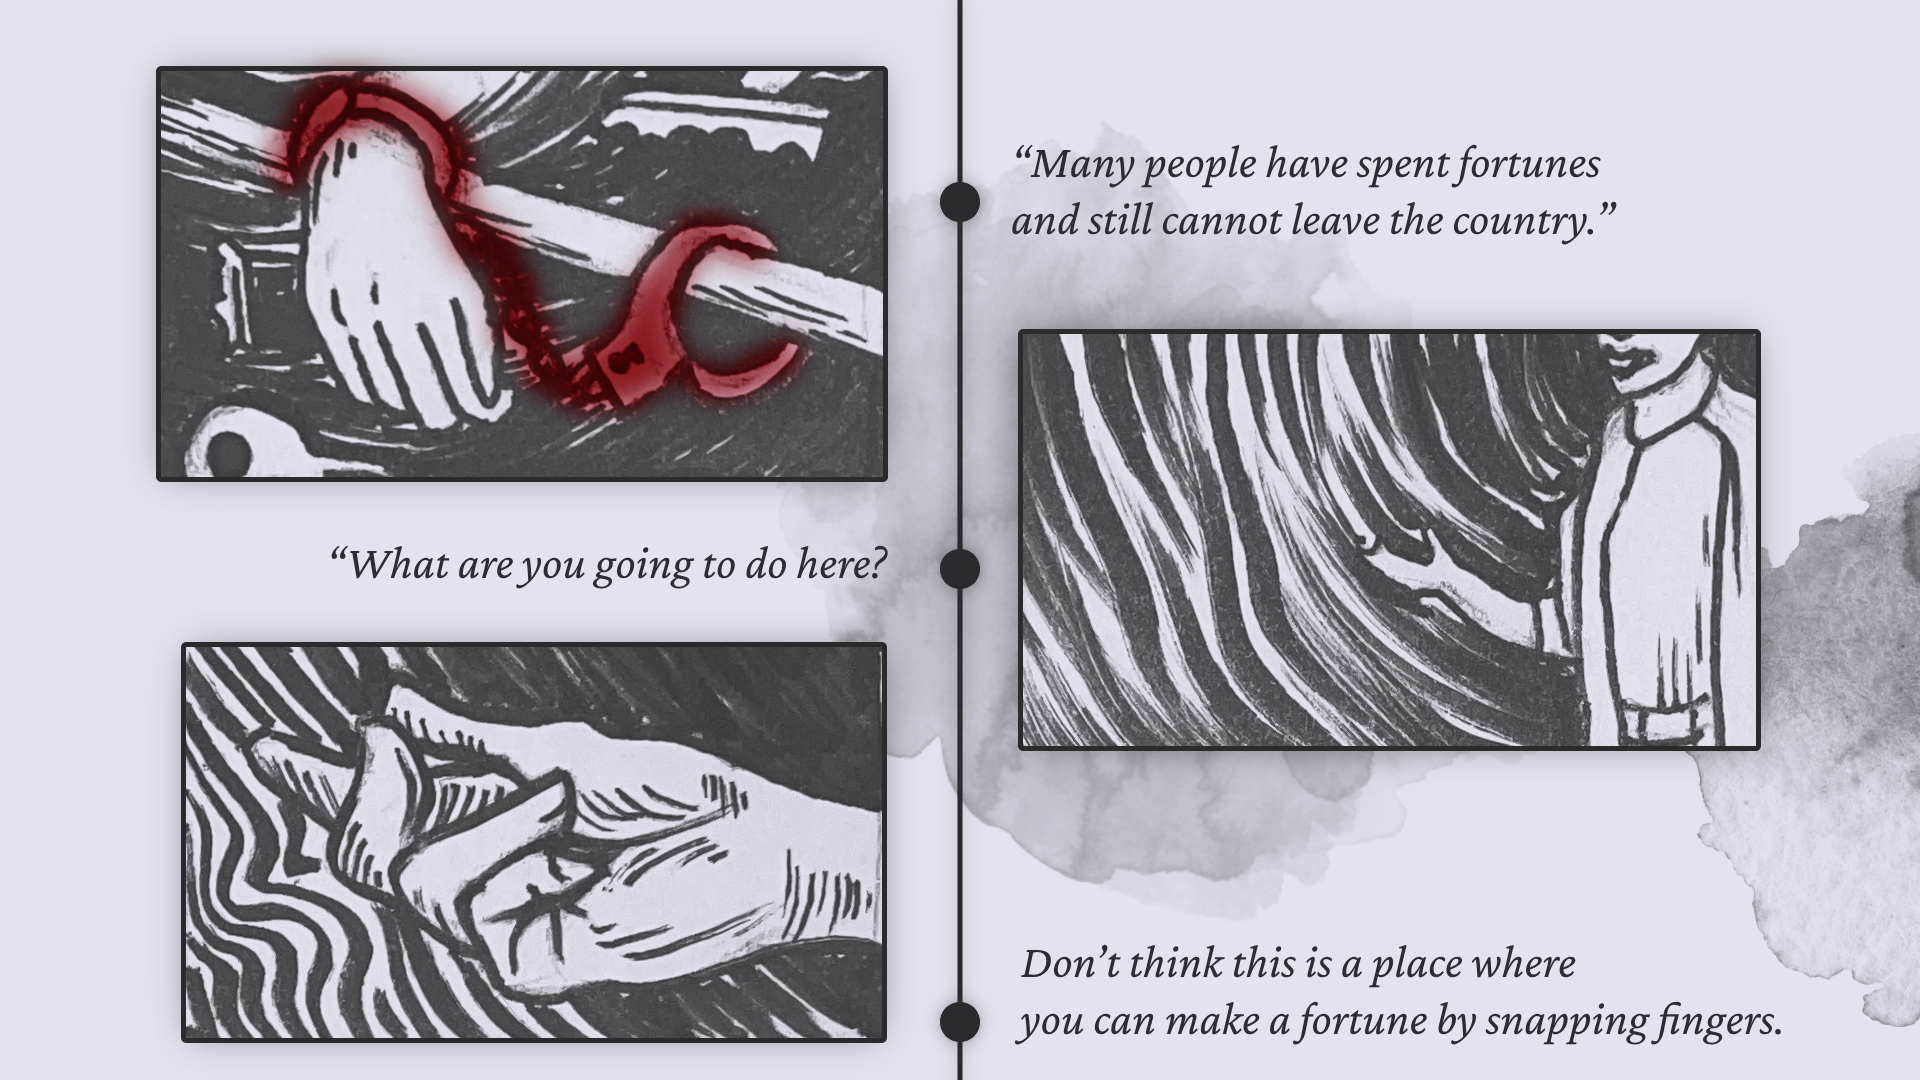 “Many people have spent fortunes
and still cannot leave the country.”
“What are you going to do here?
Don’t think this is a place where
you can make a fortune by snapping fingers.